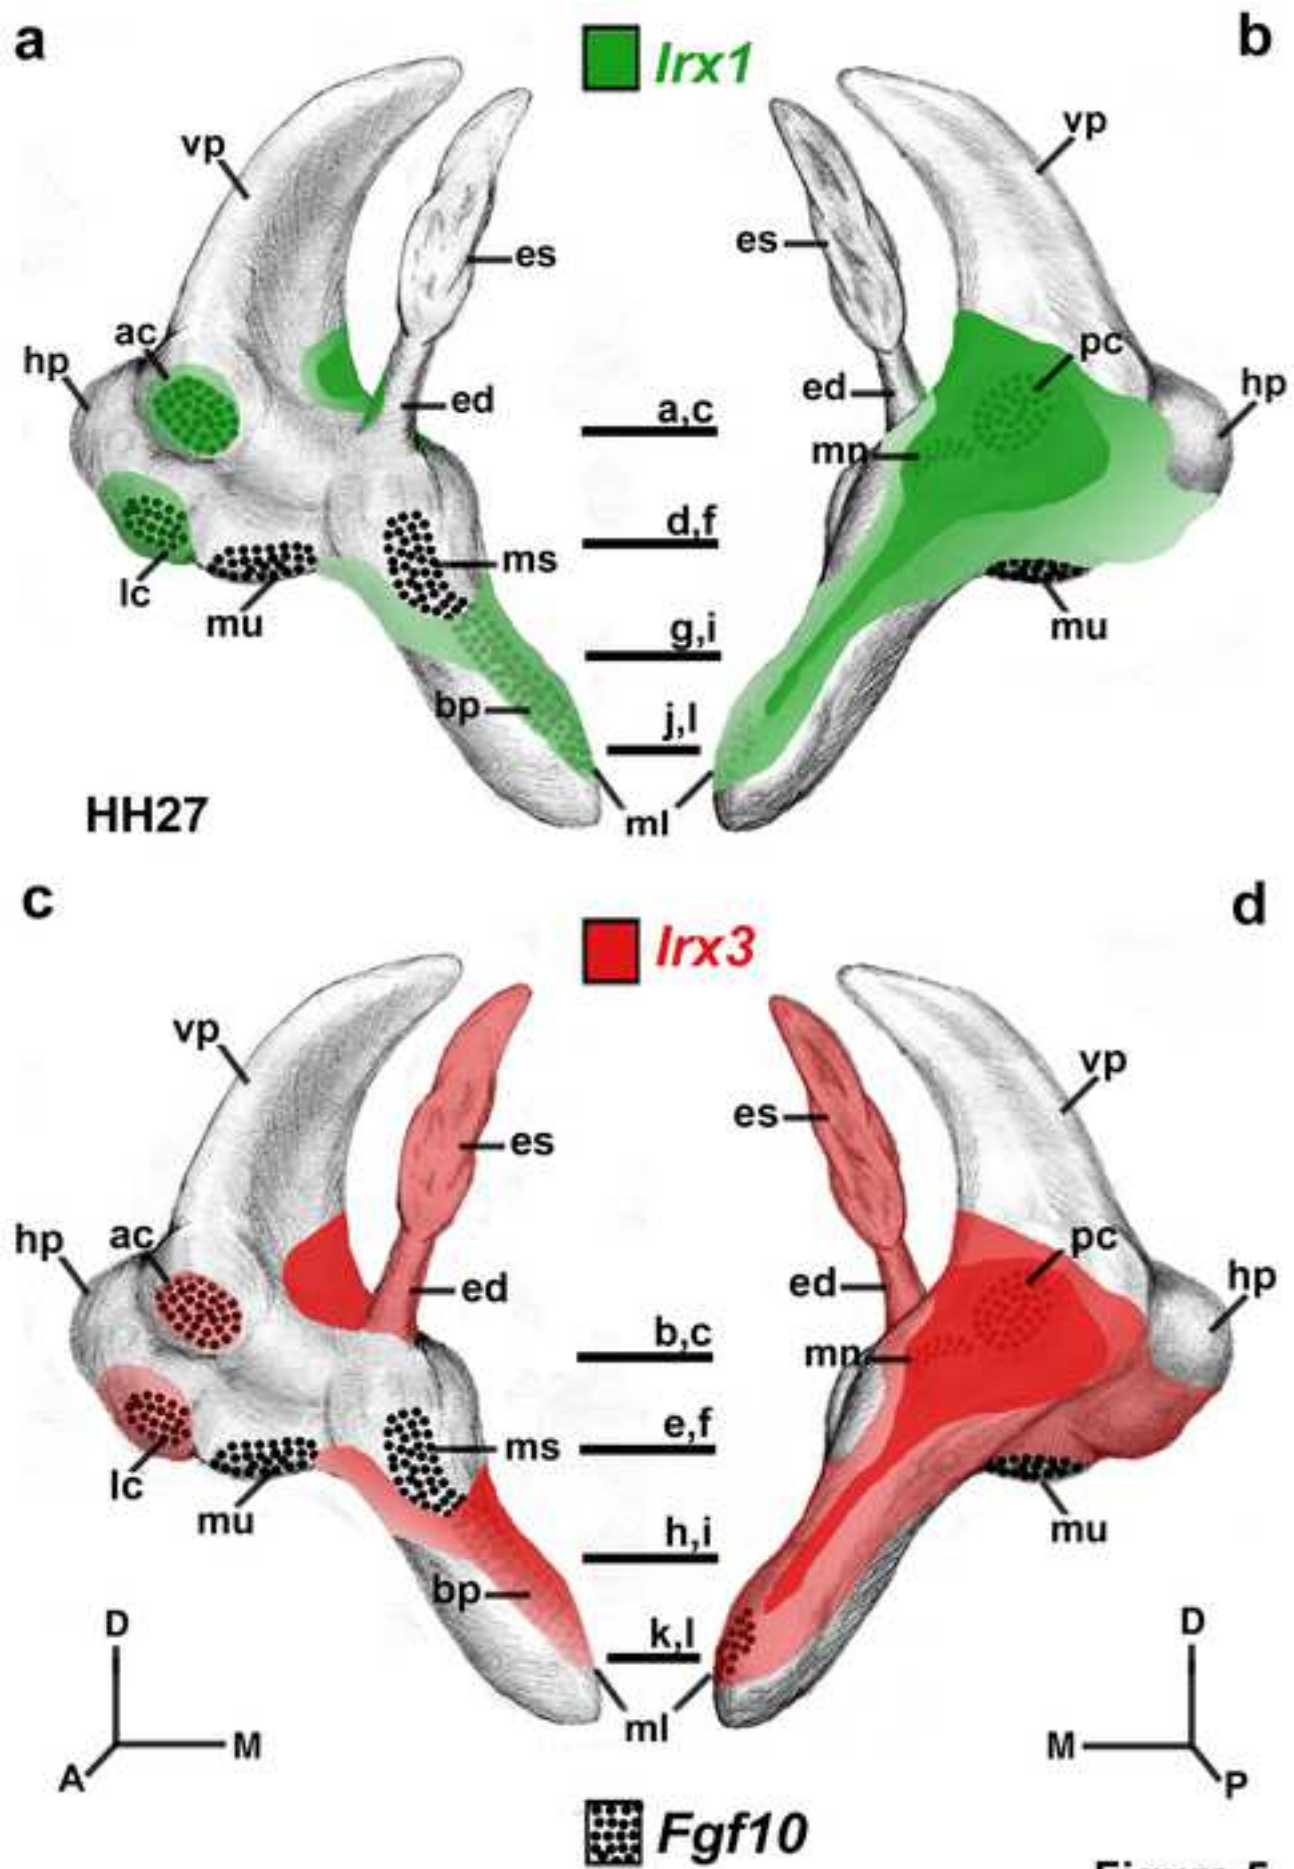 a
Irx1
b
vp
vp
es
es
ac
hp
pc
hp
ed
ed
a,c
mn
d,f
ms
lc
mu
mu
g,i
bp
j,l
ml
HH27
c
Irx3
d
vp
vp
es
es
hp
ac
pc
hp
ed
ed
b,c
mn
e,f
ms
lc
mu
mu
h,i
bp
k,l
ml
D
M
A
D
M
P
Fgf10